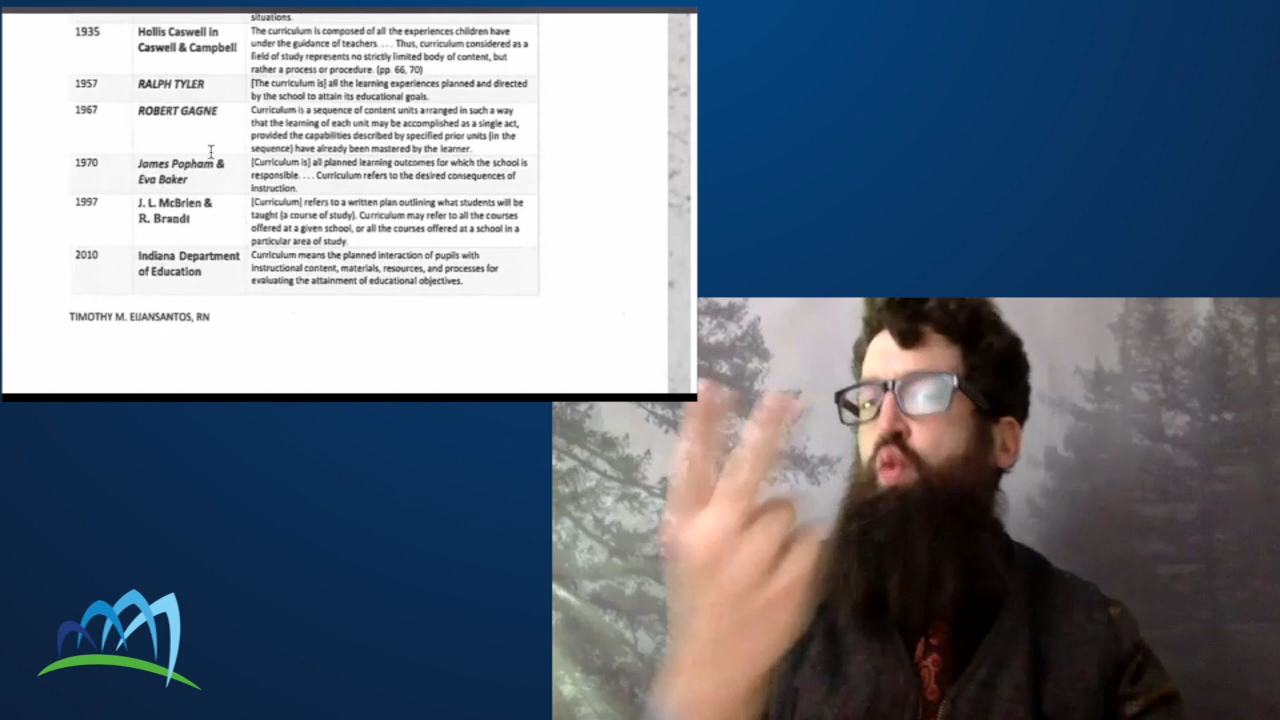 situations.
1935 Hollis Caswell in The curriculum is composed of all the experiences children have
Caswell & Campbell under the guidance of teachers. . . . Thus, curriculum considered as a
field of study represents no strictly limited body of content, but
rather a process or procedure. (pp. 66, 70)
1957 RALPH TYLER [The curriculum is] all the learning experiences planned and directed
by the school to attain its educational goals.
1967 ROBERT GAGNE Curriculum is a sequence of content units arranged in such a way
that the learning of each unit may be accomplished as a single act,
provided the capabilities described by specified prior units (in the
sequence) have already been mastered by the learner.
1970 James Popham & [Curriculum is] all planned learning outcomes for which the school is
Eva Baker responsible. . . . Curriculum refers to the desired consequences of
instruction.
1997 J. L. McBrien & [Curriculum] refers to a written plan outlining what students will be
R. Brandt taught (a course of study). Curriculum may refer to all the courses
offered at a given school, or all the courses offered at a school in a
particular area of study.
2010 Indiana Department Curriculum means the planned interaction of pupils with
of Education instructional content, materials, resources, and processes for
evaluating the attainment of educational objectives.
TIMOTHY M. EIJANSANTOS, RN